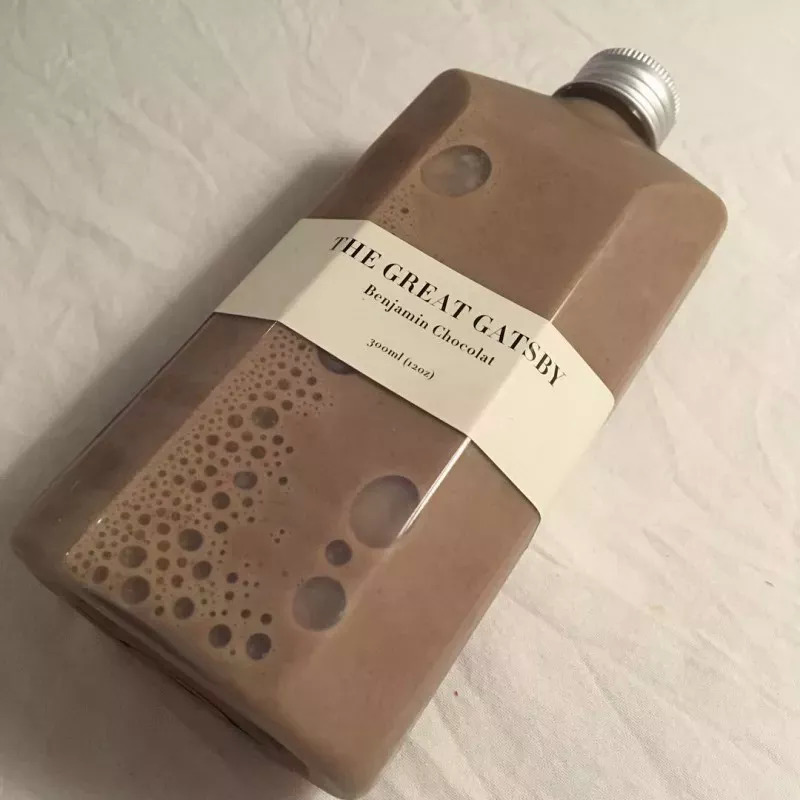 THE GREAT GATSBY
Benjamin Chocolat
300ml (12oz)